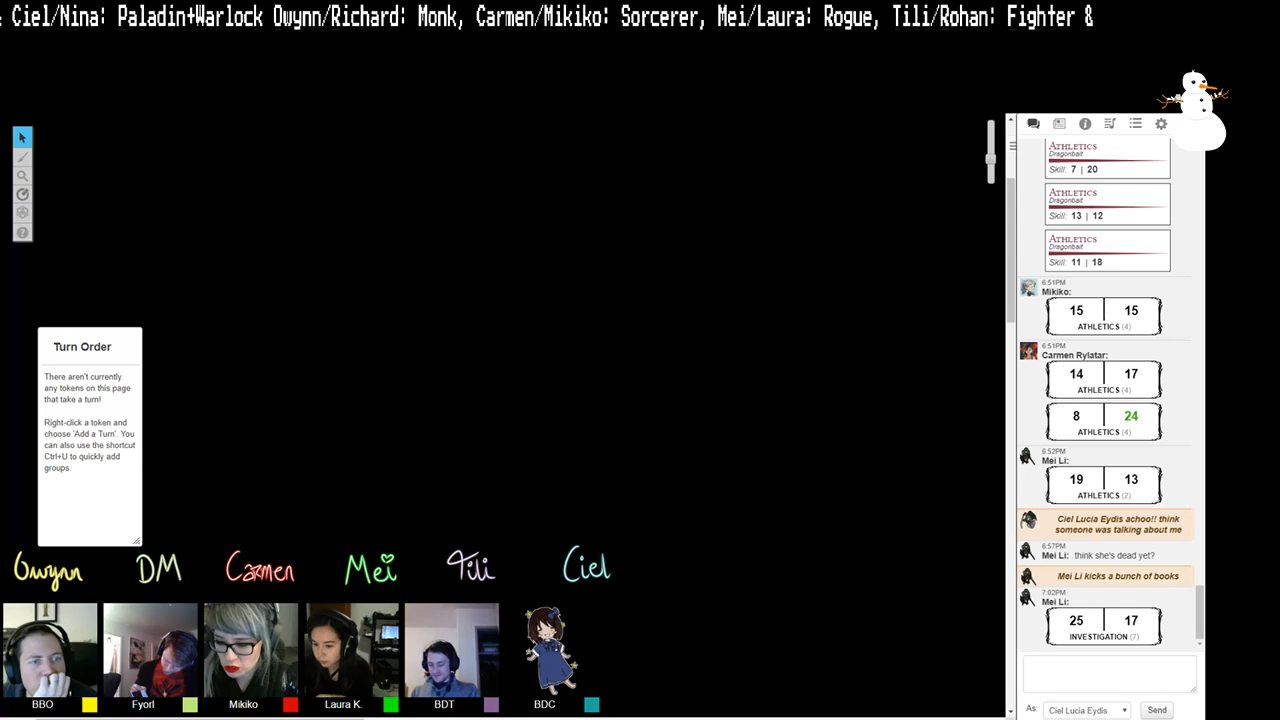 Ciel/Nina: Paladin+Warlock Owynn/Richard: Monk, Carmen/Mikiko: Sorcerer, Mei/Laura: Rogue, Tili/Rohan: Fighter &
ATHLETICS
Dragonbait
Skill: 7 | 20
ATHLETICS
Dragonbait
Skill: 13 | 12
ATHLETICS
Dragonbait
Skill: 11 | 18
6:51PM
Mikiko:
15 | 15
ATHLETICS (4)
6:51PM
Carmen Rylatar:
14 | 17
ATHLETICS (4)
8 | 24
ATHLETICS (4)
6:52PM
Mei Li:
19 | 13
ATHLETICS (2)
Ciel Lucia Eydis achoo!! think
someone was talking about me
6:57PM
Mei Li: think she's dead yet?
Mei Li kicks a bunch of books
7:02PM
Mei Li:
25 | 17
INVESTIGATION (7)
As: Ciel Lucia Eydis Send
Turn Order
There aren't currently
any tokens on this page
that take a turn!
Right-click a token and
choose 'Add a Turn'. You
can also use the shortcut
Ctrl+U to quickly add
groups.
Owynn DM Carmen Mei Tili Ciel
BBO Fyorl Mikiko Laura K. BDT BDC